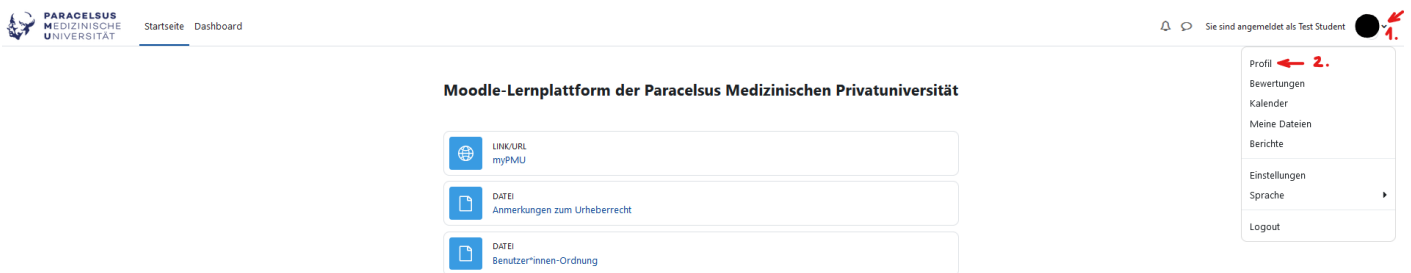 PARACELSUS
MEDIZINISCHE
UNIVERSITÄT
Startseite Dashboard
Sie sind angemeldet als Test Student
1.
Profil 2.
Bewertungen
Kalender
Meine Dateien
Berichte
Einstellungen
Sprache
Logout
Moodle-Lernplattform der Paracelsus Medizinischen Privatuniversität
LINK/URL
myPMU
DATEI
Anmerkungen zum Urheberrecht
DATEI
Benutzer*innen-Ordnung